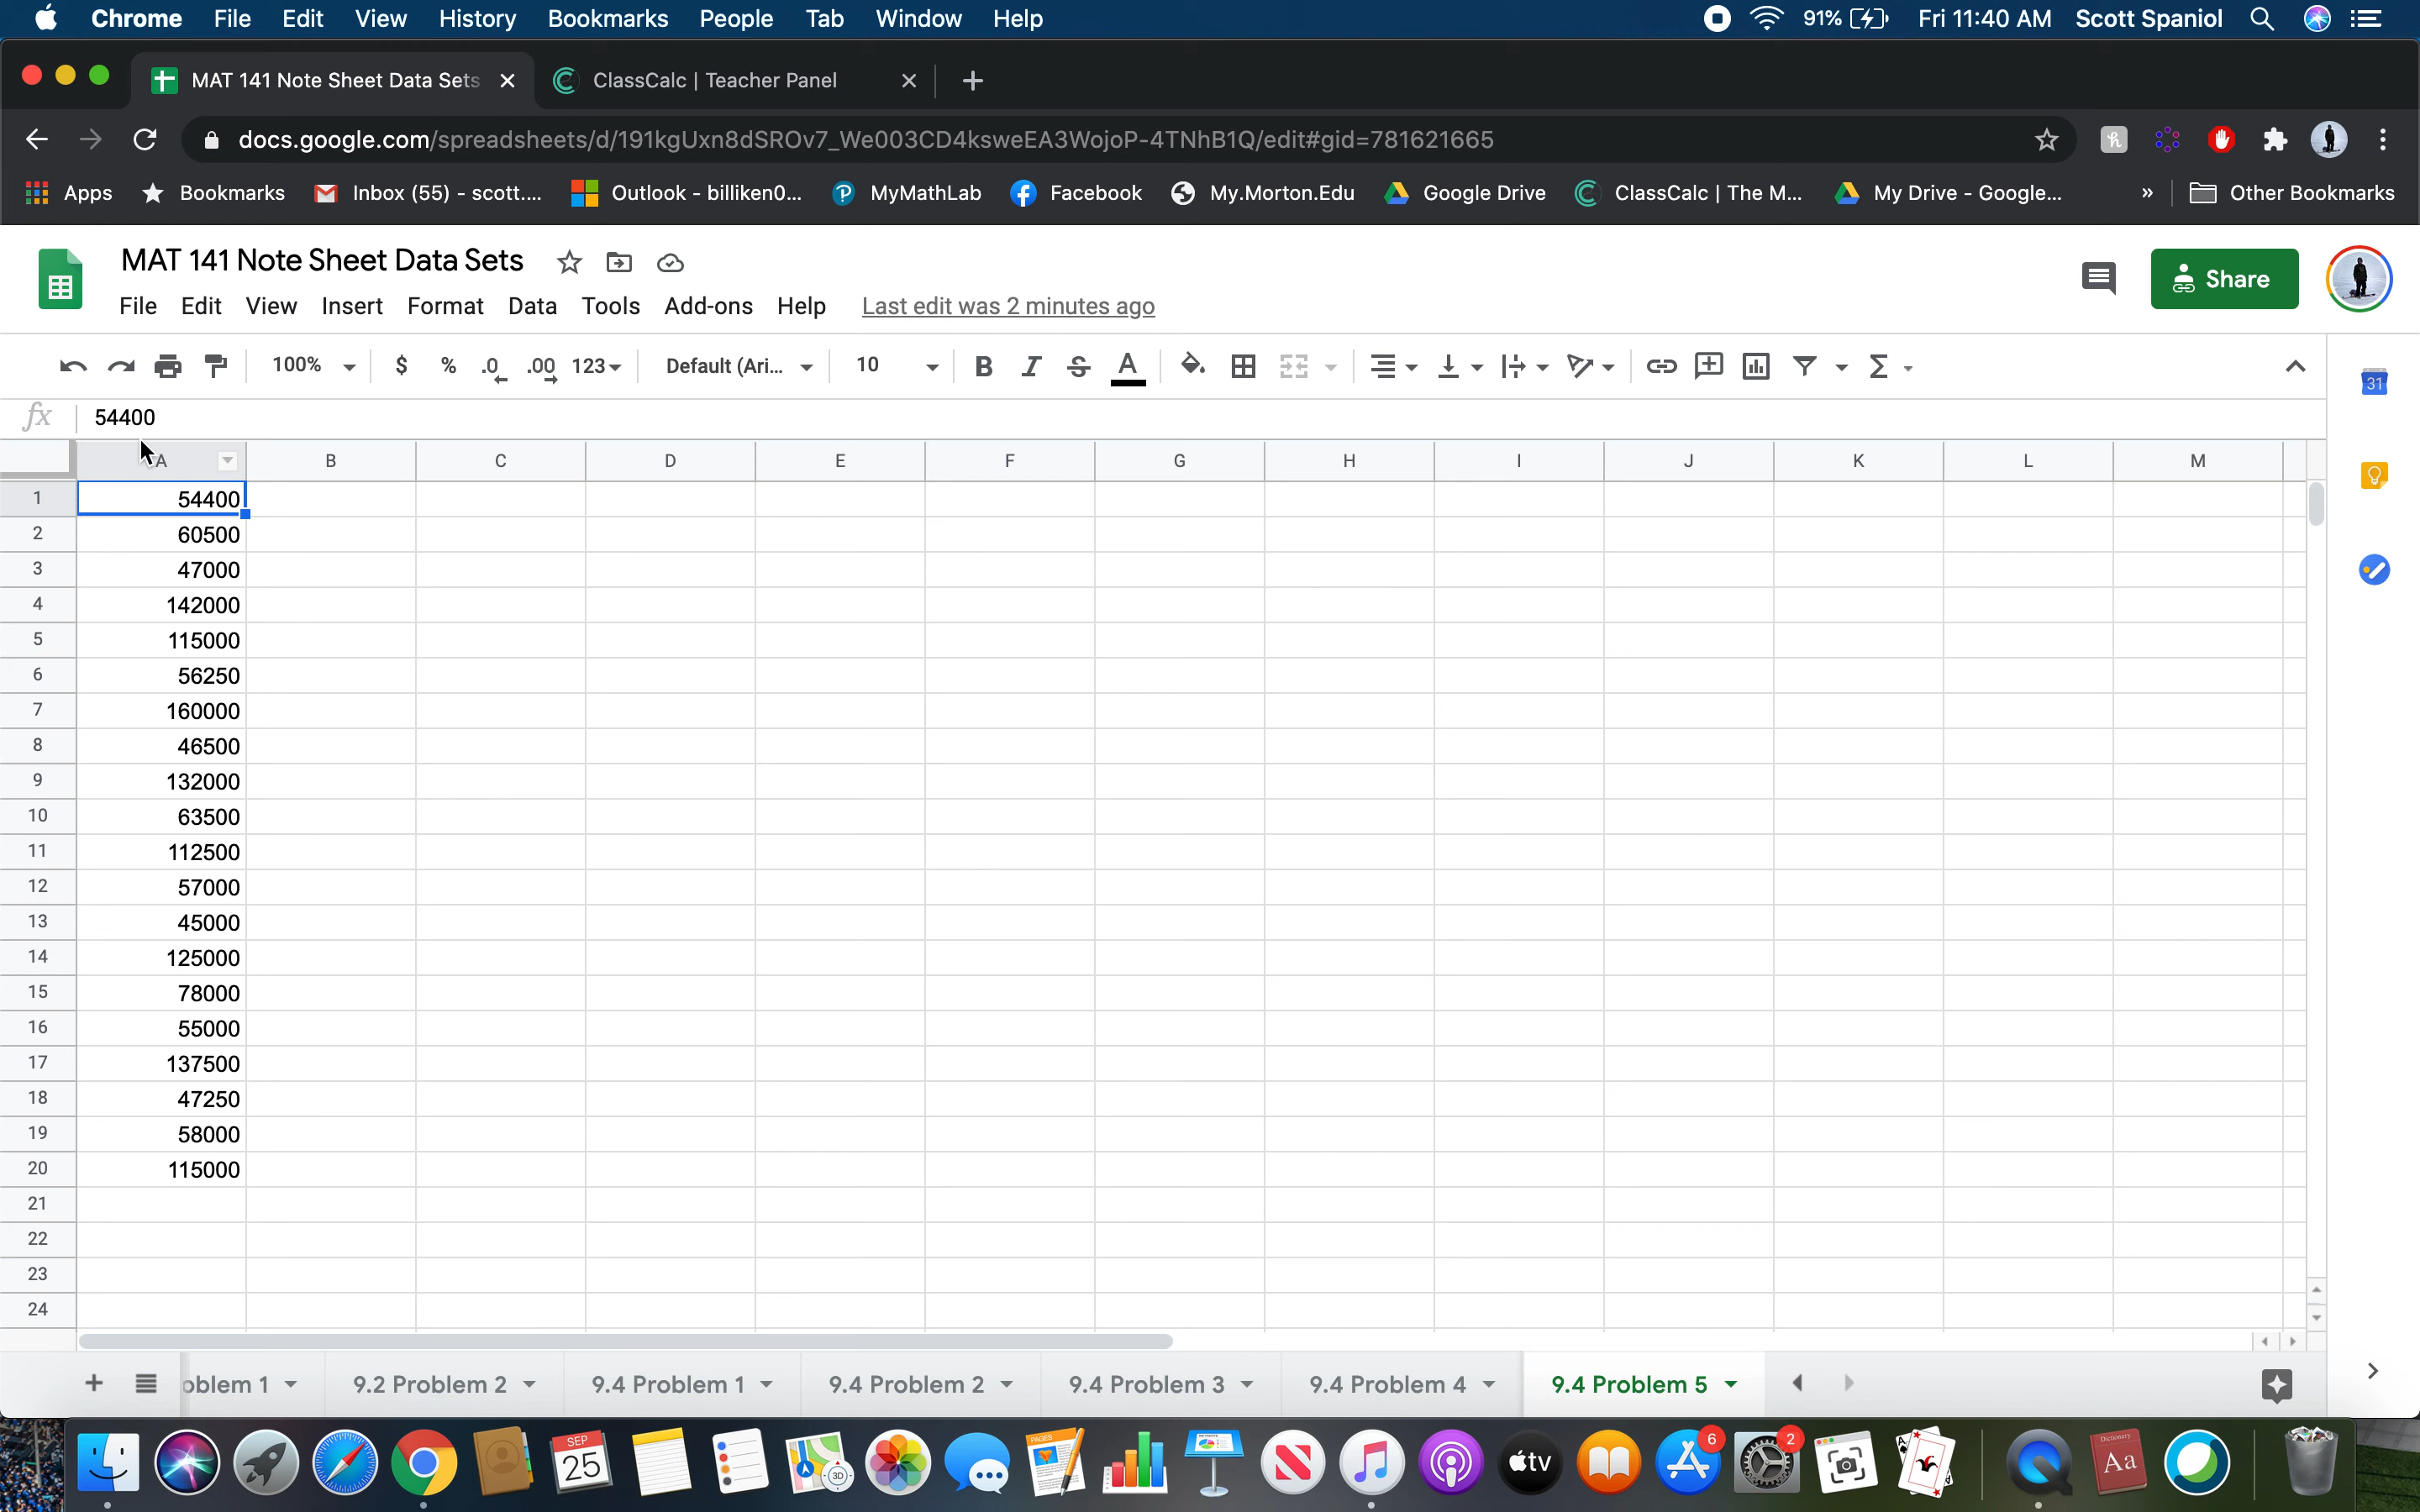 Chrome File Edit View History Bookmarks People Tab Window Help 91% Fri 11:40 AM Scott Spaniol
MAT 141 Note Sheet Data Sets ClassCalc | Teacher Panel
docs.google.com/spreadsheets/d/191kgUxn8dSROv7_We003CD4ksweEA3WojoP-4TNhB1Q/edit#gid=781621665
Apps Bookmarks Inbox (55) - scott.... Outlook - billiken0... MyMathLab Facebook My.Morton.Edu Google Drive ClassCalc | The M... My Drive - Google... » Other Bookmarks
MAT 141 Note Sheet Data Sets
Share
File Edit View Insert Format Data Tools Add-ons Help Last edit was 2 minutes ago
100% $ % .0 .00 123 Default (Ari... 10 B I S A Σ
31
fx 54400
A B C D E F G H I J K L M
1 54400
2 60500
3 47000
4 142000
5 115000
6 56250
7 160000
8 46500
9 132000
10 63500
11 112500
12 57000
13 45000
14 125000
15 78000
16 55000
17 137500
18 47250
19 58000
20 115000
21
22
23
24
oblem 1 9.2 Problem 2 9.4 Problem 1 9.4 Problem 2 9.4 Problem 3 9.4 Problem 4 9.4 Problem 5
SEP 25 3D PAGES tv 6 2 A Dictionary Aa